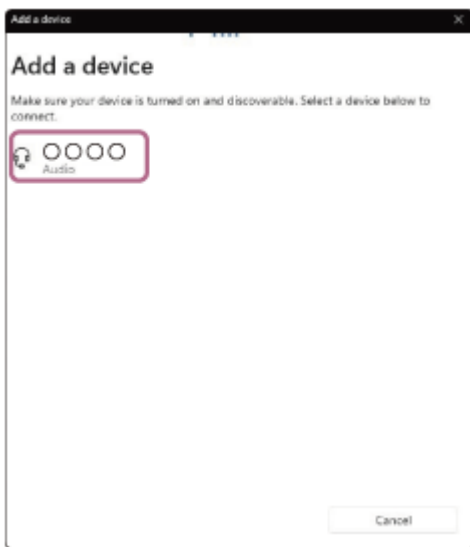 Add a device
Add a device
Make sure your device is turned on and discoverable. Select a device below to
connect.
○○○○
Audio
Cancel